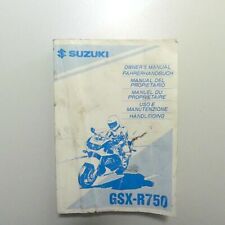 SUZUKI
OWNER'S MANUAL
FAHRERHANDBUCH
MANUAL DEL
PROPIETARIO
MANUEL DU
PROPRIETAIRE
USO E
MANUTENZIONE
HANDLEIDING
GSX-R750